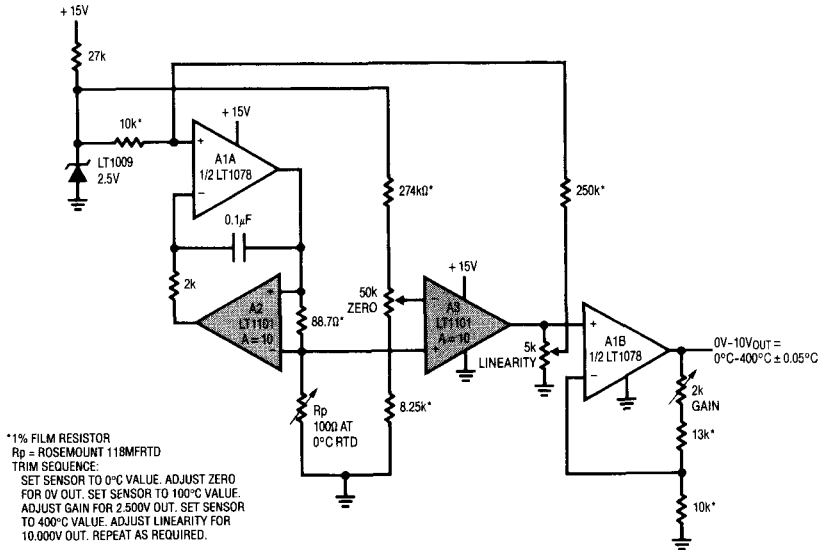 + 15V
27k
10k*
LT1009
2.5V
+ 15V
+
A1A
1/2 LT1078
−
0.1µF
2k
+
A2
LT1101
A = 10
−
88.7Ω*
Rp
100Ω AT
0°C RTD
274kΩ*
50k
ZERO
8.25k*
+ 15V
−
A3
LT1101
A = 10
+
250k*
5k
LINEARITY
+
A1B
1/2 LT1078
−
0V–10VOUT =
0°C–400°C ± 0.05°C
2k
GAIN
13k*
10k*
*1% FILM RESISTOR
Rp = ROSEMOUNT 118MFRTD
TRIM SEQUENCE:
SET SENSOR TO 0°C VALUE. ADJUST ZERO
FOR 0V OUT. SET SENSOR TO 100°C VALUE.
ADJUST GAIN FOR 2.500V OUT. SET SENSOR
TO 400°C VALUE. ADJUST LINEARITY FOR
10.000V OUT. REPEAT AS REQUIRED.